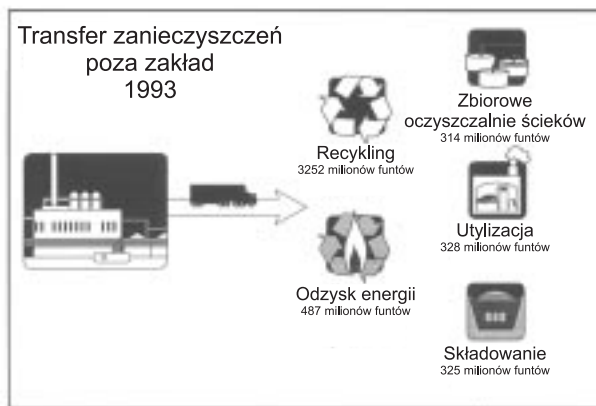 Transfer zanieczyszczeń
poza zakład
1993
Recykling
3252 milionów funtów
Odzysk energii
487 milionów funtów
Zbiorowe
oczyszczalnie ścieków
314 milionów funtów
Utylizacja
328 milionów funtów
Składowanie
325 milionów funtów